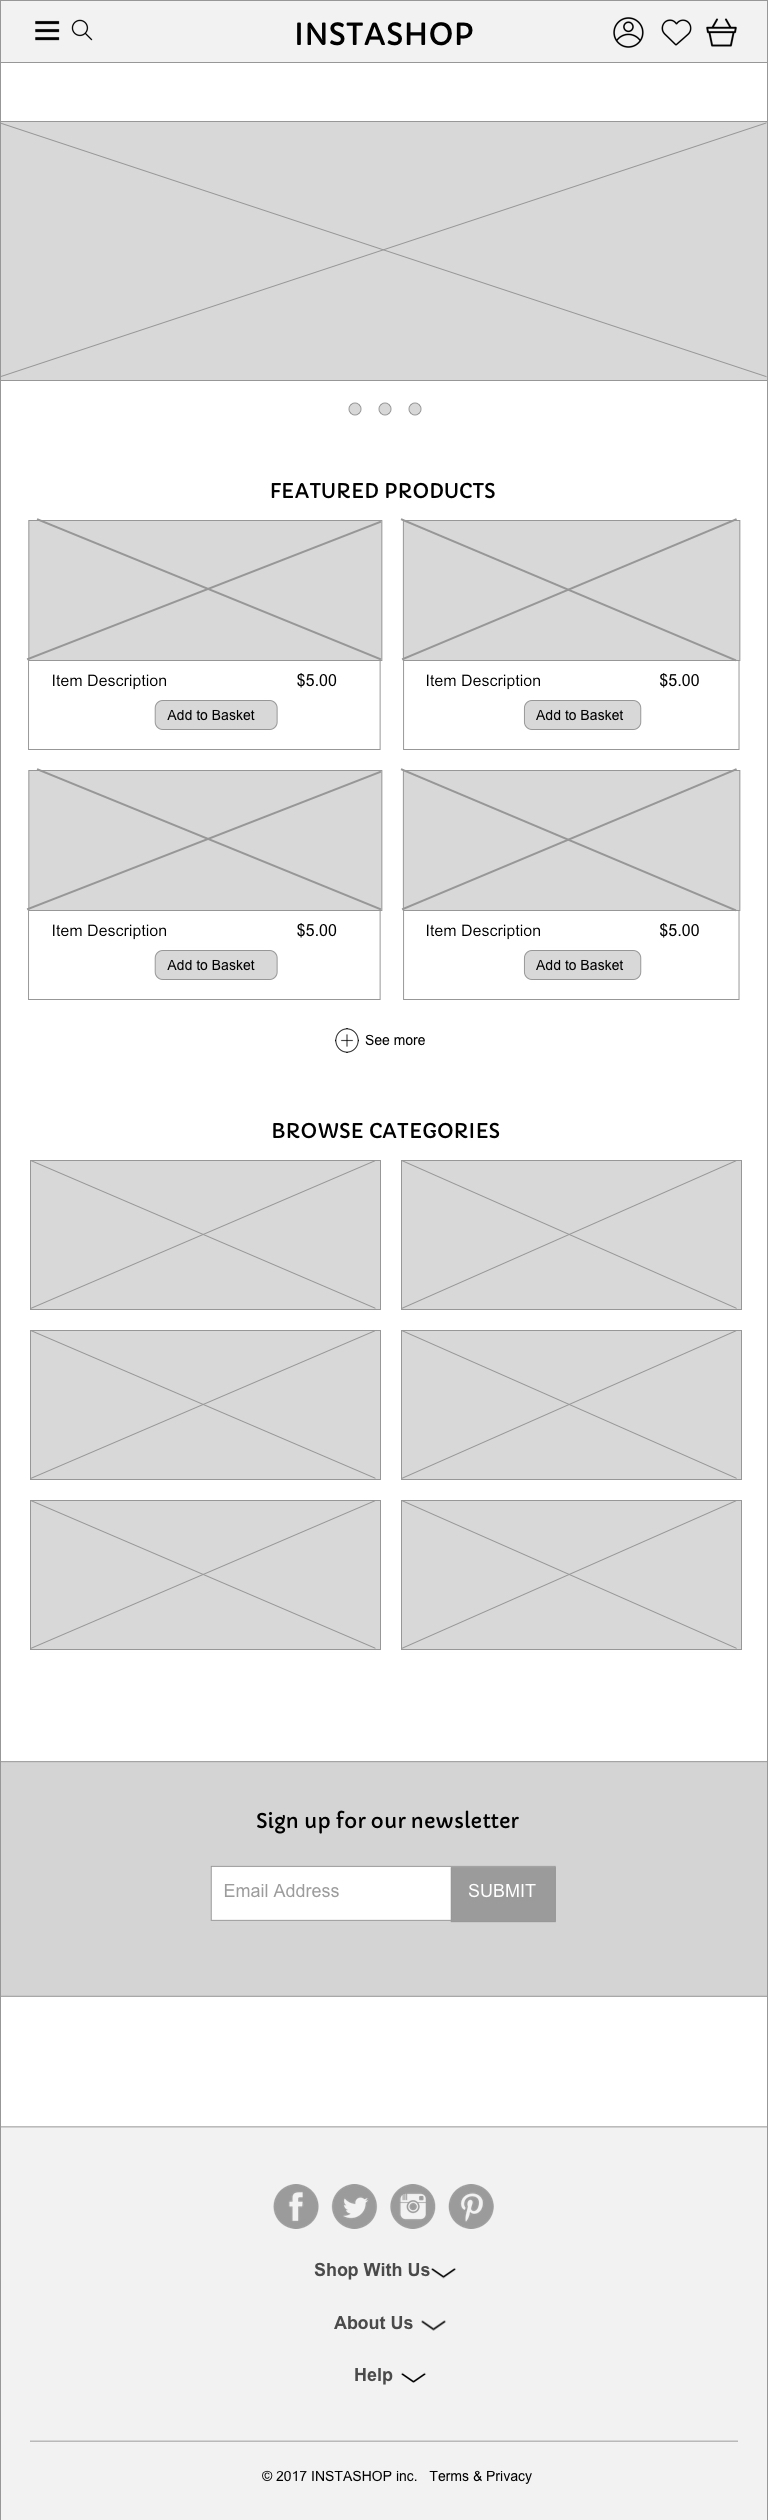 INSTASHOP
FEATURED PRODUCTS
Item Description $5.00
Add to Basket
Item Description $5.00
Add to Basket
Item Description $5.00
Add to Basket
Item Description $5.00
Add to Basket
See more
BROWSE CATEGORIES
Sign up for our newsletter
Email Address
SUBMIT
Shop With Us
About Us
Help
© 2017 INSTASHOP inc. Terms & Privacy